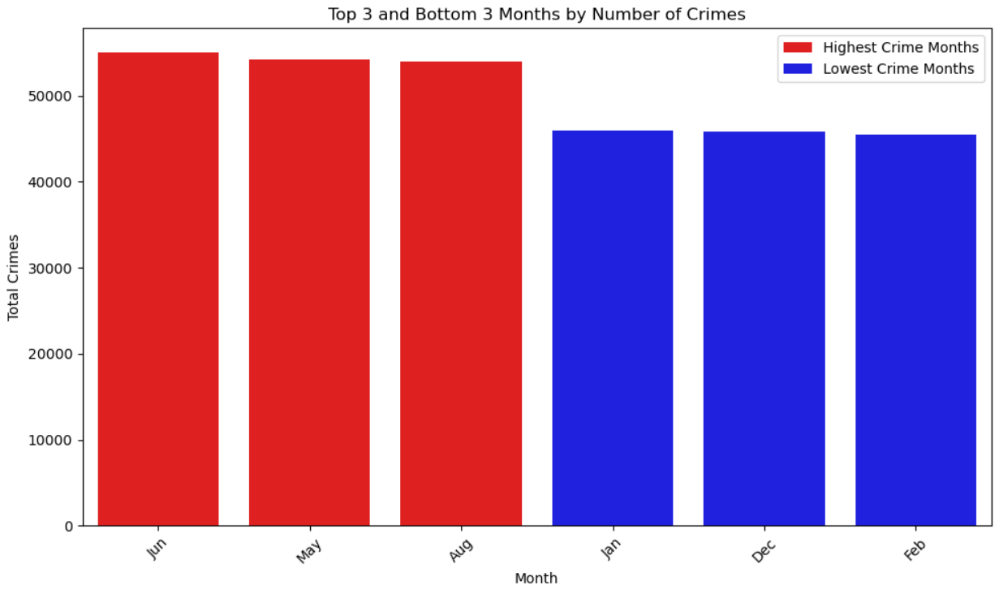 Top 3 and Bottom 3 Months by Number of Crimes
Highest Crime Months
Lowest Crime Months
Total Crimes
50000
40000
30000
20000
10000
0
Jun
May
Aug
Jan
Dec
Feb
Month